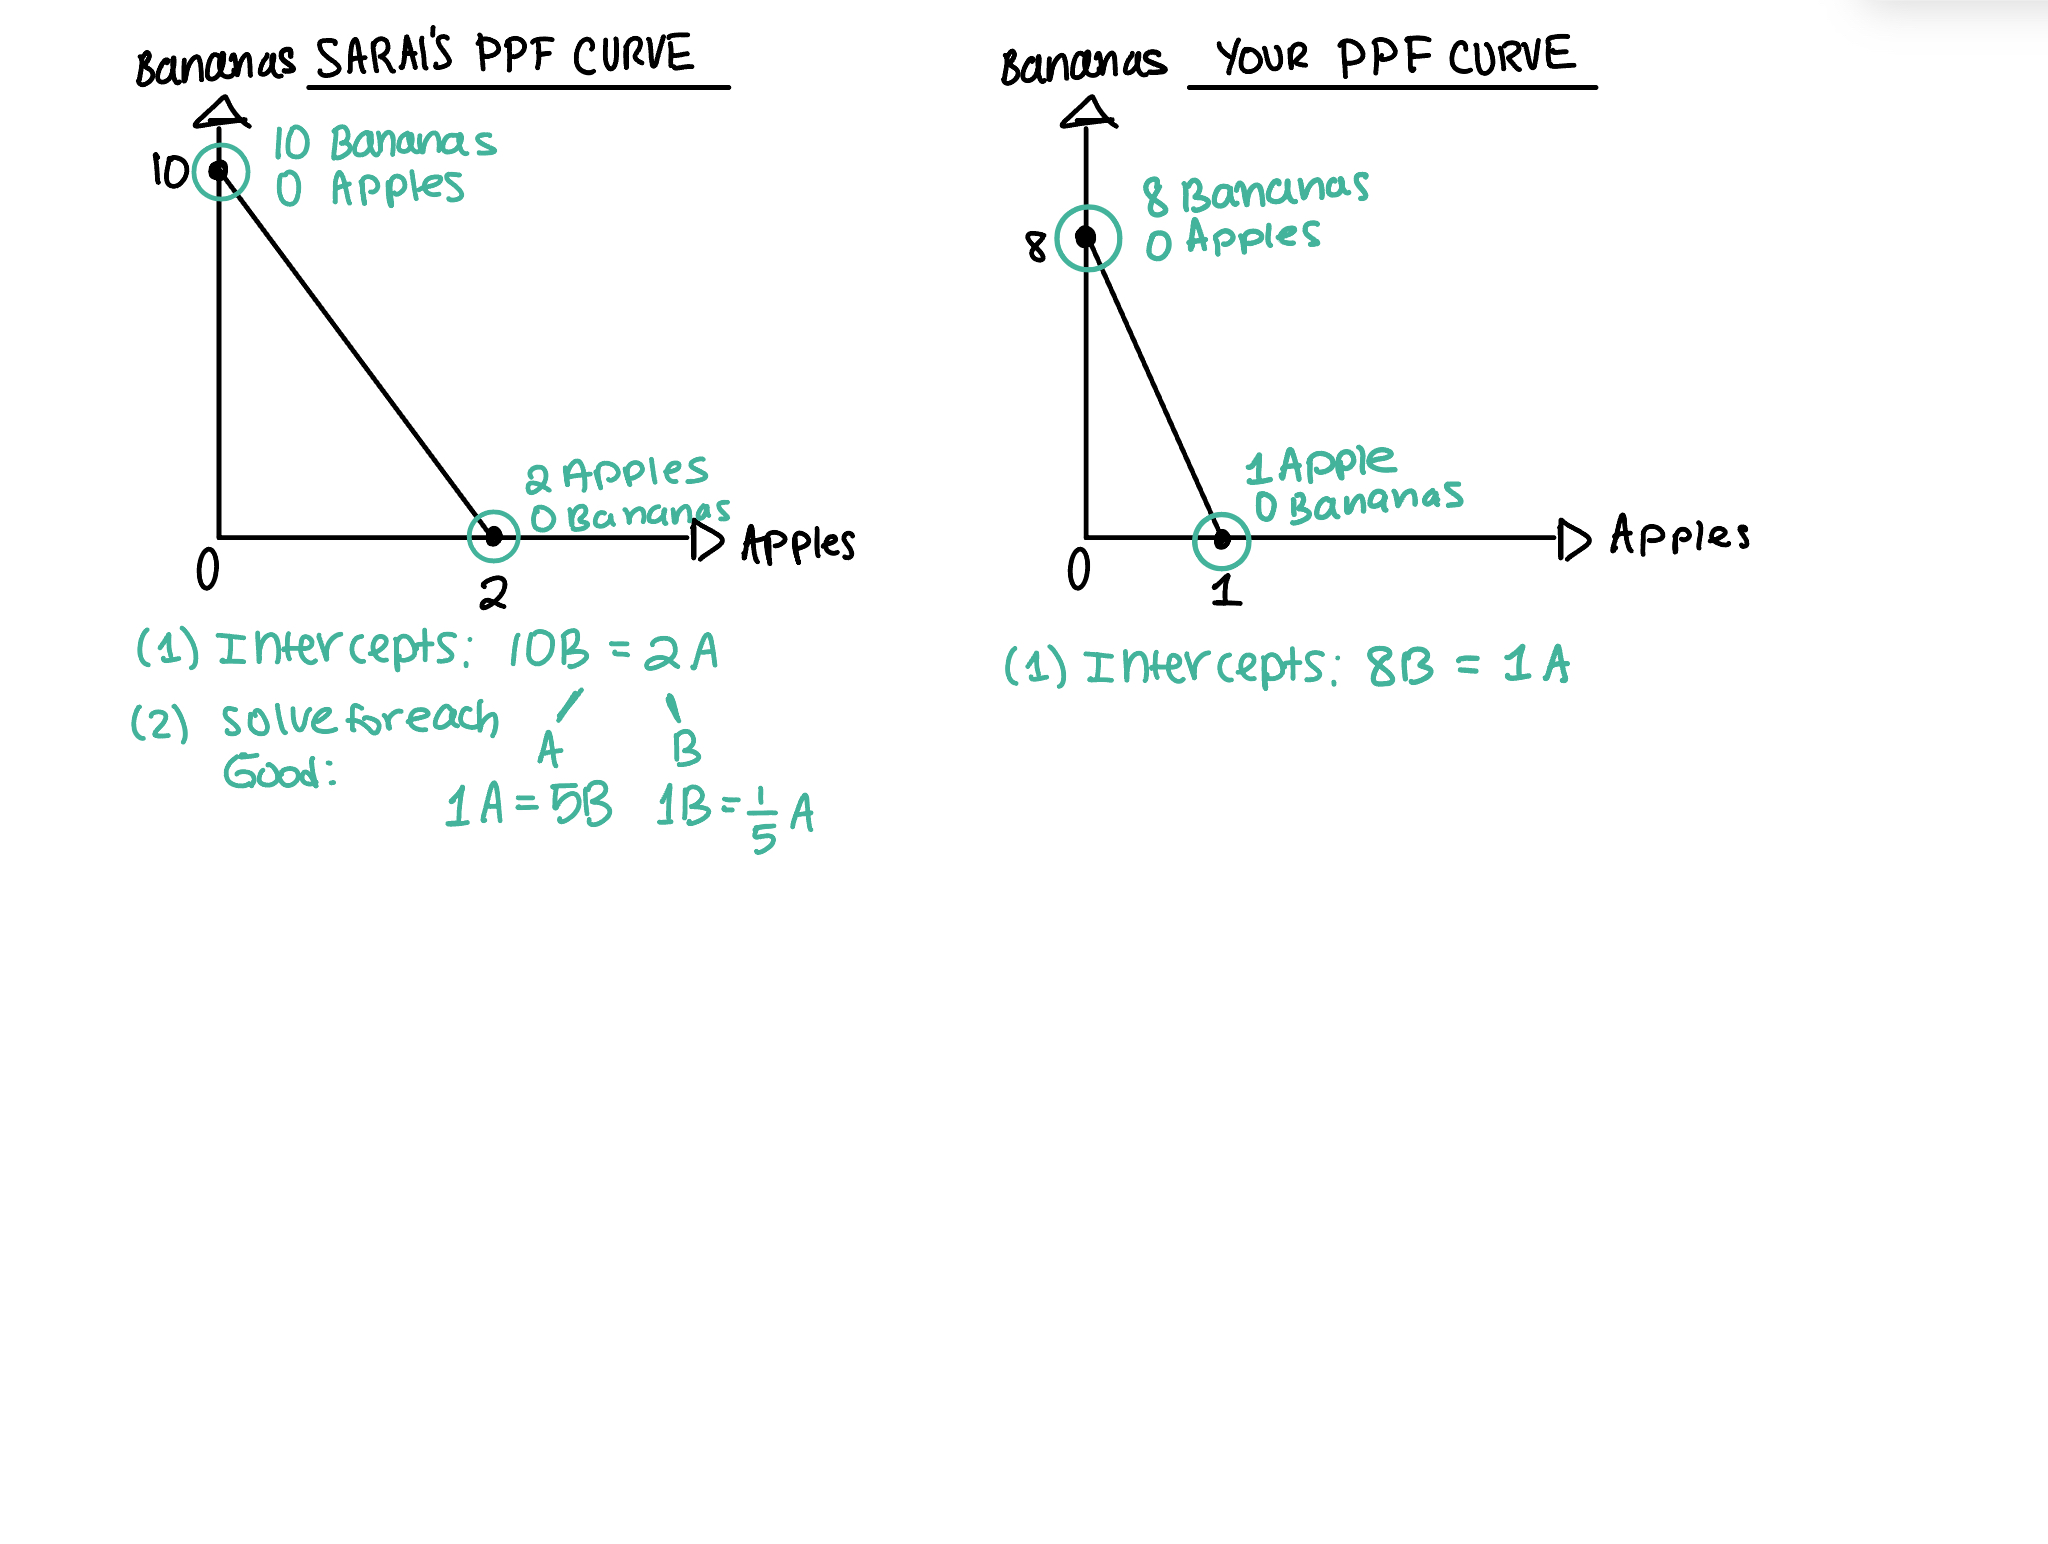 Bananas SARAI'S PPF CURVE
10 Bananas
0 Apples
10
2 Apples
0 Bananas
Apples
0
2
(1) Intercepts: 10B = 2A
(2) solve for each
Good:
A B
1A = 5B 1B = 1/5 A
Bananas YOUR PPF CURVE
8 Bananas
0 Apples
8
1 Apple
0 Bananas
Apples
0
1
(1) Intercepts: 8B = 1A